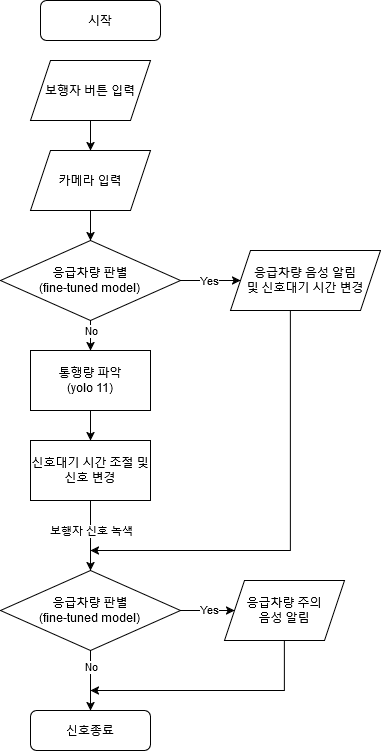 시작
보행자 버튼 입력
카메라 입력
응급차량 판별
(fine-tuned model)
Yes
응급차량 음성 알림
및 신호대기 시간 변경
No
통행량 파악
(yolo 11)
신호대기 시간 조절 및
신호 변경
보행자 신호 녹색
응급차량 판별
(fine-tuned model)
Yes
응급차량 주의
음성 알림
No
신호종료